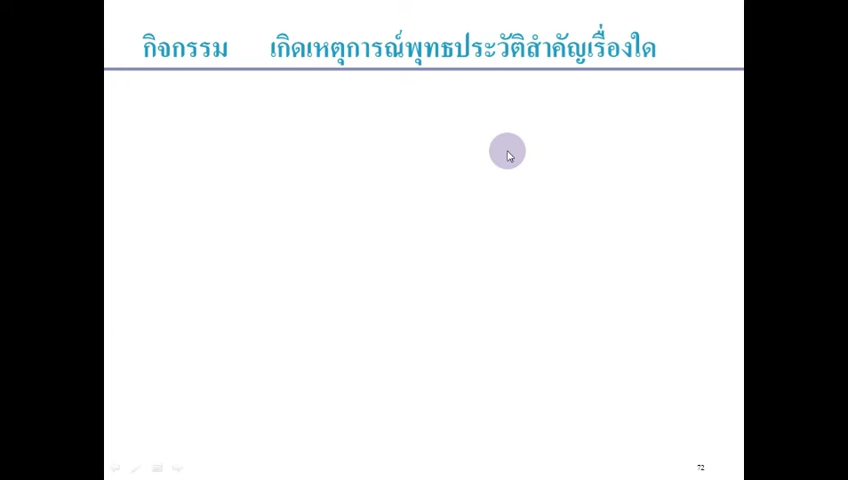 กิจกรรม เกิดเหตุการณ์พุทธประวัติสำคัญเรื่องใด
72